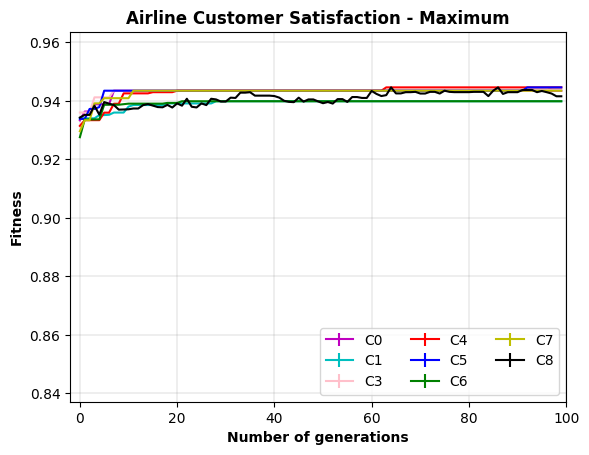 Airline Customer Satisfaction - Maximum
0.96
0.94
0.92
0.90
0.88
0.86
0.84
Fitness
C0
C1
C3
C4
C5
C6
C7
C8
0 20 40 60 80 100
Number of generations